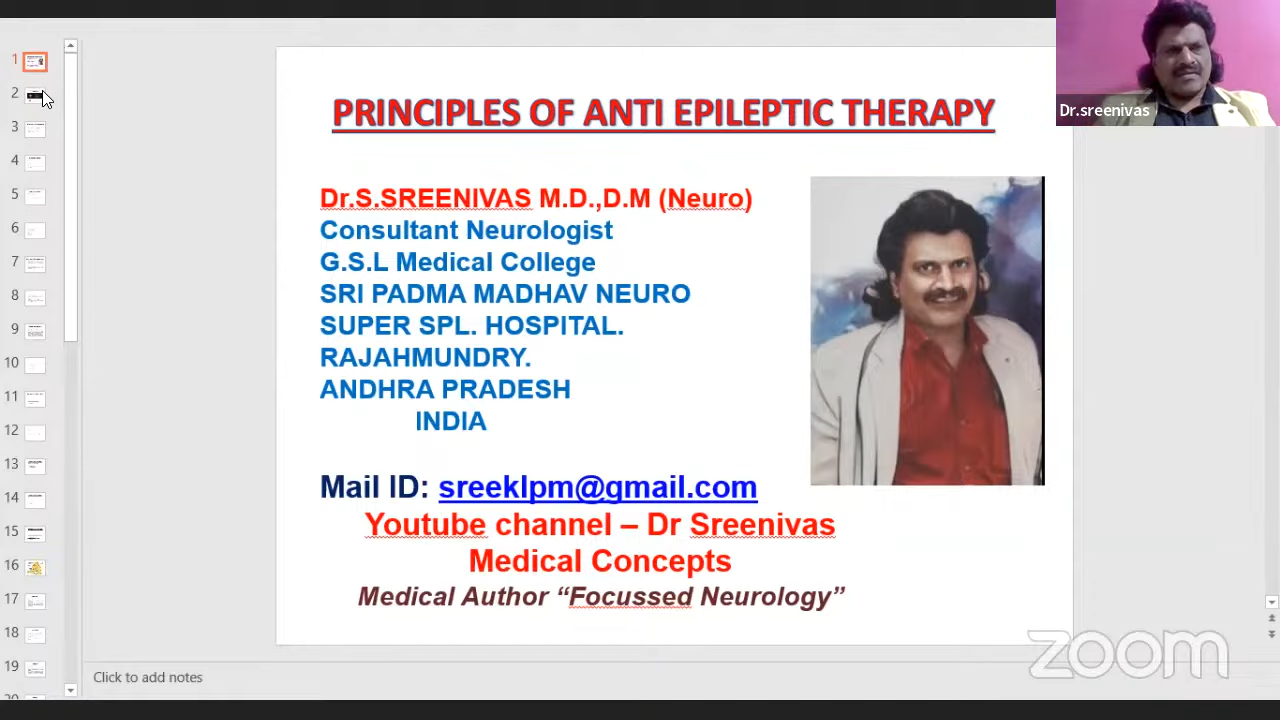 PRINCIPLES OF ANTI EPILEPTIC THERAPY
Dr.sreenivas
Dr.S.SREENIVAS M.D.,D.M (Neuro)
Consultant Neurologist
G.S.L Medical College
SRI PADMA MADHAV NEURO
SUPER SPL. HOSPITAL.
RAJAHMUNDRY.
ANDHRA PRADESH
INDIA
Mail ID: sreeklpm@gmail.com
Youtube channel – Dr Sreenivas
Medical Concepts
Medical Author “Focussed Neurology”
zoom
Click to add notes
1
2
3
4
5
6
7
8
9
10
11
12
13
14
15
16
17
18
19